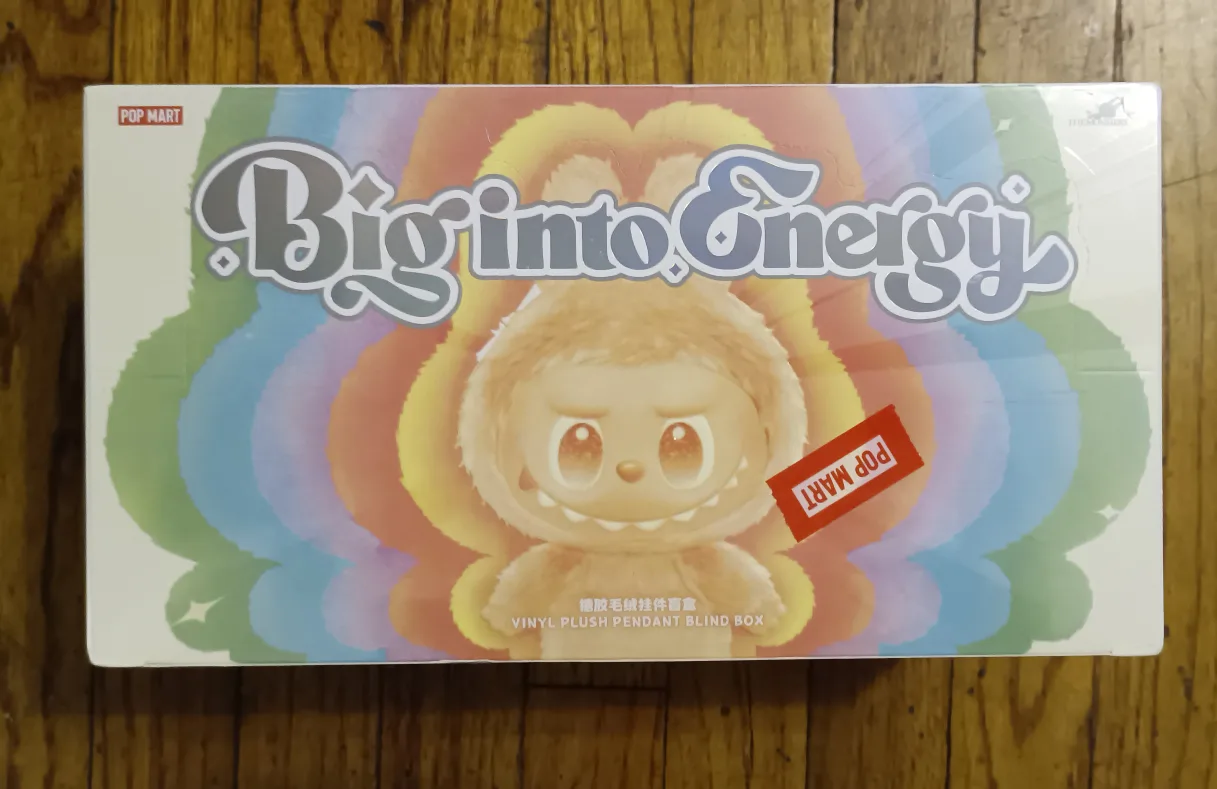 POP MART
Big into Energy
POP MART
搪胶毛绒挂件盲盒
VINYL PLUSH PENDANT BLIND BOX